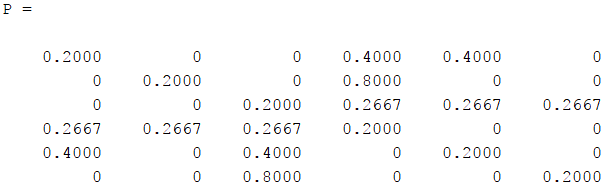 P =
0.2000 0 0 0.4000 0.4000 0
0 0.2000 0 0.8000 0 0
0 0 0.2000 0.2667 0.2667 0.2667
0.2667 0.2667 0.2667 0.2000 0 0
0.4000 0 0.4000 0 0.2000 0
0 0 0.8000 0 0 0.2000